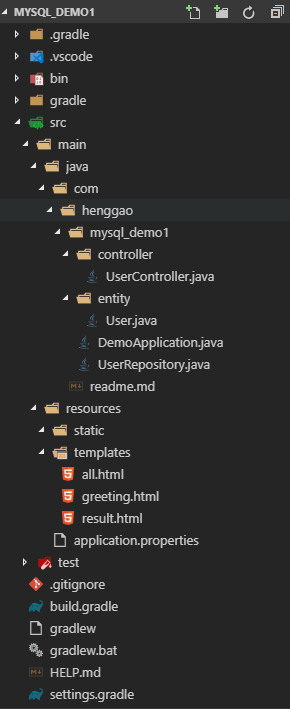 MYSQL_DEMO1
.gradle
.vscode
bin
gradle
src
main
java
com
henggao
mysql_demo1
controller
UserController.java
entity
User.java
DemoApplication.java
UserRepository.java
readme.md
resources
static
templates
all.html
greeting.html
result.html
application.properties
test
.gitignore
build.gradle
gradlew
gradlew.bat
HELP.md
settings.gradle